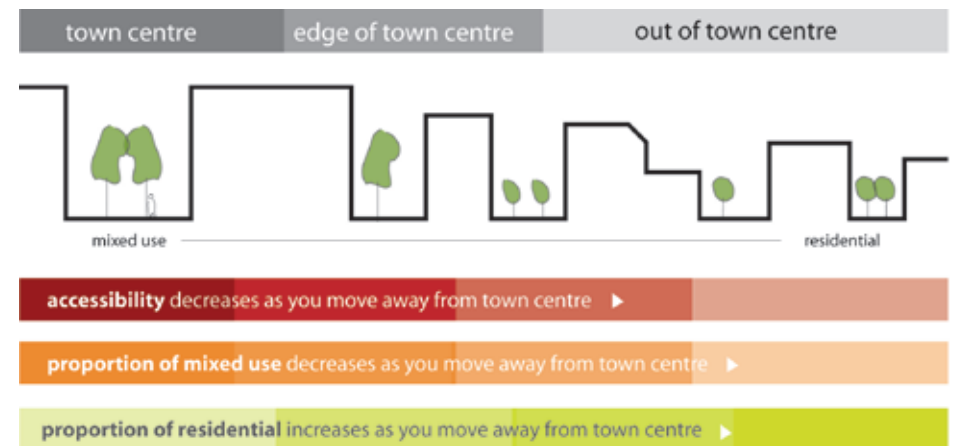 town centre
edge of town centre
out of town centre
mixed use
residential
accessibility decreases as you move away from town centre
proportion of mixed use decreases as you move away from town centre
proportion of residential increases as you move away from town centre